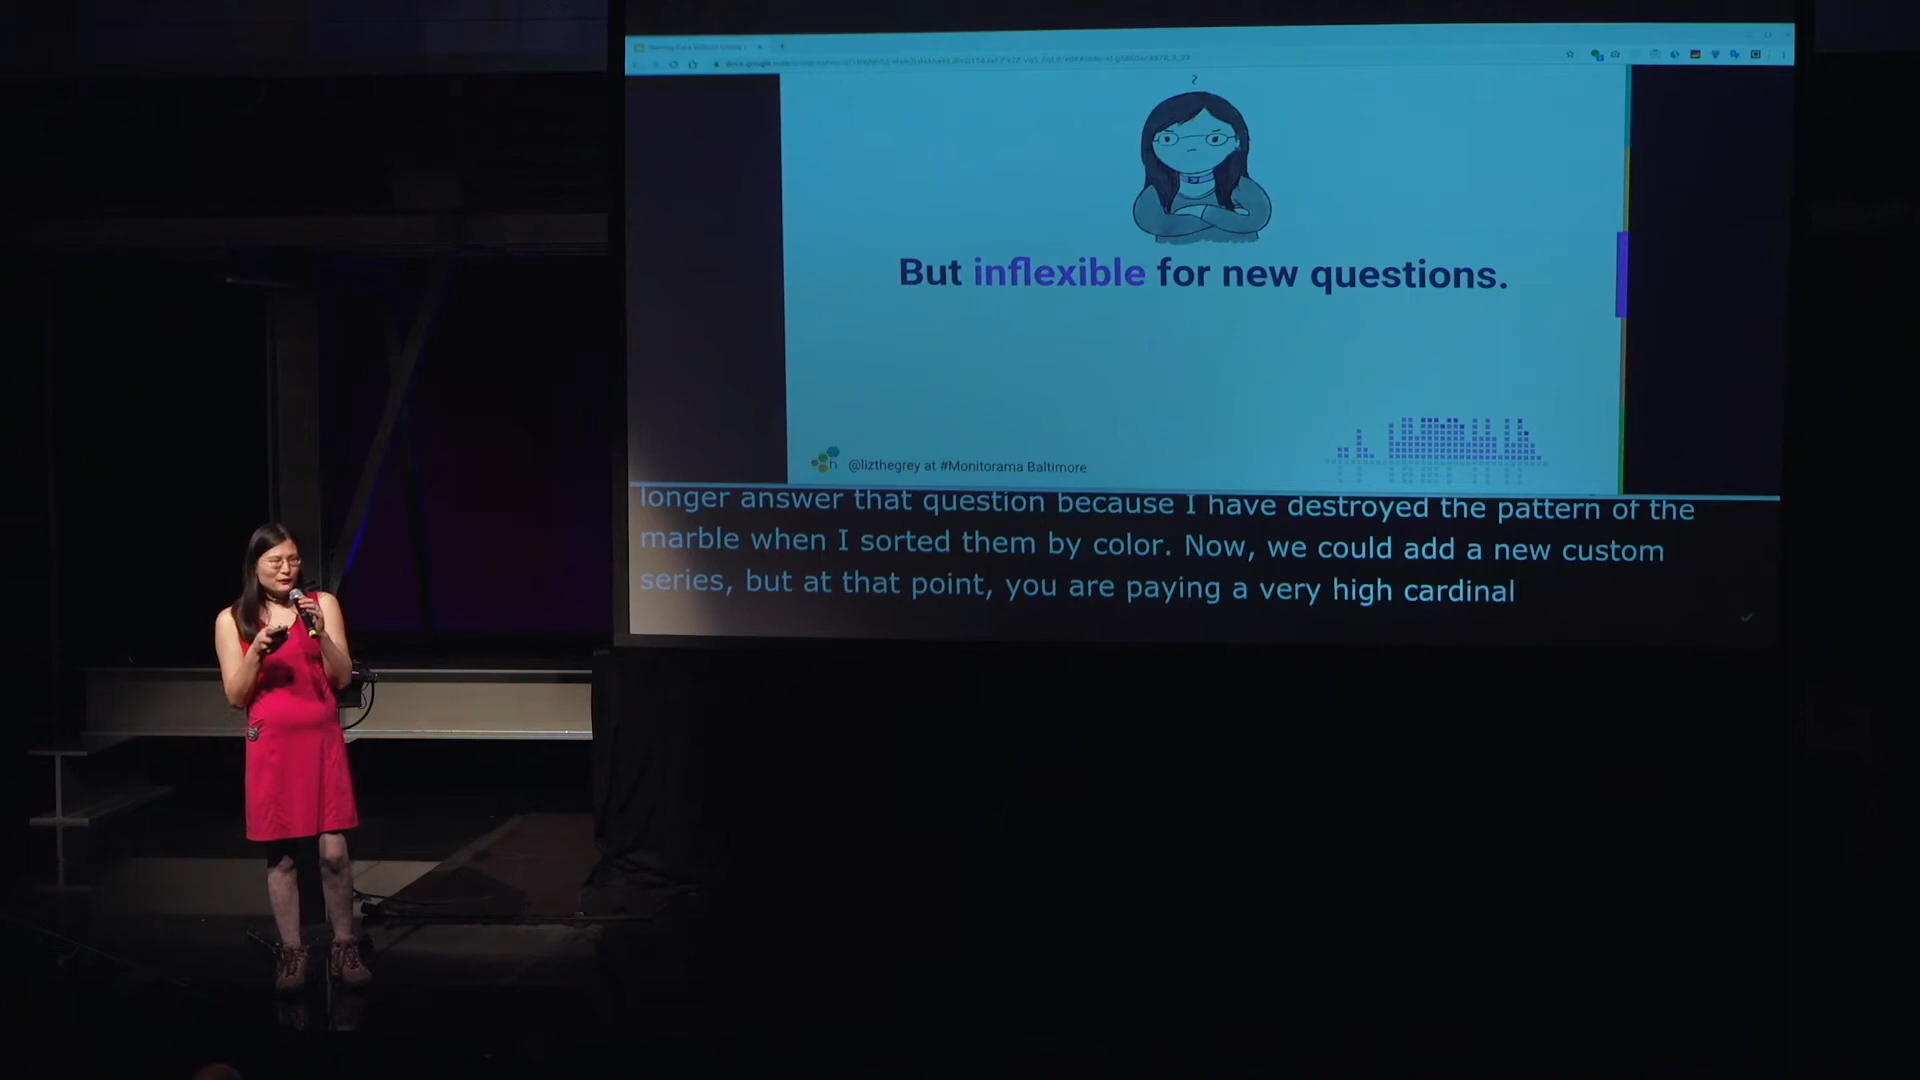 ?
But inflexible for new questions.
h @lizthegrey at #Monitorama Baltimore
longer answer that question because I have destroyed the pattern of the
marble when I sorted them by color. Now, we could add a new custom
series, but at that point, you are paying a very high cardinal